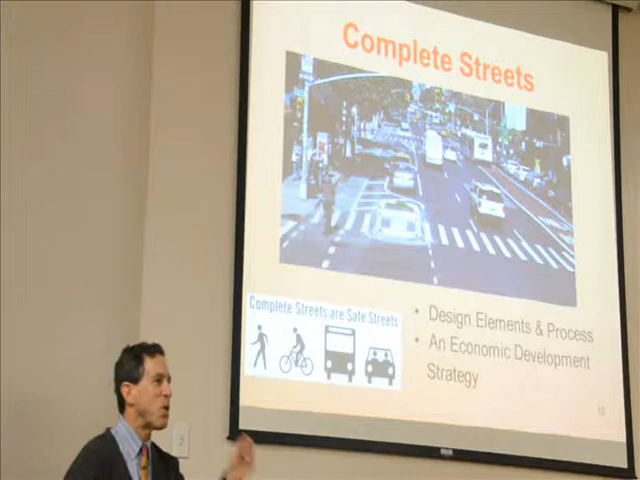 Complete Streets
Complete Streets are Safe Streets
• Design Elements & Process
• An Economic Development
Strategy